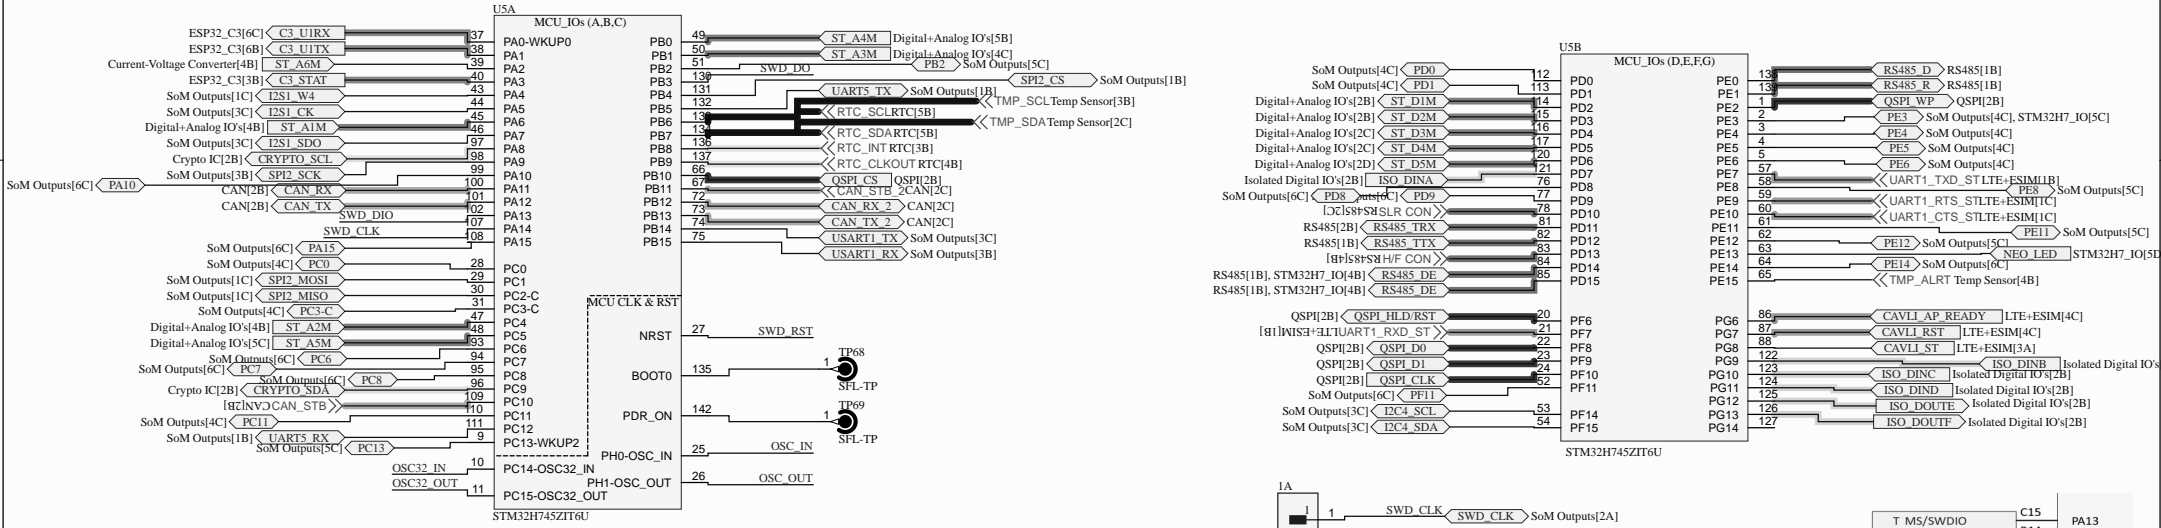 U5A
MCU_IOs (A,B,C)
ESP32_C3[6C] C3_U1RX 37 PA0-WKUP0
ESP32_C3[6B] C3_U1TX 38 PA1
Current-Voltage Converter[4B] ST_A6M 39 PA2
ESP32_C3[3B] C3_STAT 40 PA3
SoM Outputs[1C] I2S1_W4 43 PA4
SoM Outputs[3C] I2S1_CK 44 PA5
Digital+Analog IO's[4B] ST_A1M 45 PA6
SoM Outputs[3C] I2S1_SDO 46 PA7
Crypto IC[2B] CRYPTO_SCL 97 PA8
SoM Outputs[3B] SPI2_SCK 98 PA9
SoM Outputs[6C] PA10 99 PA10
CAN[2B] CAN_RX 100 PA11
CAN[2B] CAN_TX 101 PA12
SWD_DIO 102 PA13
SWD_CLK 107 PA14
SoM Outputs[6C] PA15 108 PA15
SoM Outputs[4C] PC0 28 PC0
SoM Outputs[1C] SPI2_MOSI 29 PC1
SoM Outputs[1C] SPI2_MISO 30 PC2-C
SoM Outputs[4C] PC3-C 31 PC3-C
Digital+Analog IO's[4B] ST_A2M 47 PC4
Digital+Analog IO's[5C] ST_A5M 48 PC5
SoM Outputs[6C] PC6 93 PC6
SoM Outputs[6C] PC7 94 PC7
SoM Outputs[6C] PC8 95 PC8
Crypto IC[2B] CRYPTO_SDA 96 PC9
CAN[2B] CAN_STB 109 PC10
SoM Outputs[4C] PC11 110 PC11
SoM Outputs[1B] UART5_RX 111 PC12
SoM Outputs[5C] PC13 9 PC13-WKUP2
OSC32_IN 10 PC14-OSC32_IN
OSC32_OUT 11 PC15-OSC32_OUT
PB0 49 ST_A4M Digital+Analog IO's[5B]
PB1 50 ST_A3M Digital+Analog IO's[4C]
PB2 51 PB2 SoM Outputs[5C]
PB3 130 SWD_DO
PB4 131 SPI2_CS SoM Outputs[1B]
PB5 132 UART5_TX SoM Outputs[1B]
TMP_SCL Temp Sensor[3B]
PB6 RTC_SCL RTC[5B]
TMP_SDA Temp Sensor[2C]
PB7 RTC_SDA RTC[5B]
PB8 136 RTC_INT RTC[3B]
PB9 137 RTC_CLKOUT RTC[4B]
PB10 66 QSPI_CS QSPI[2B]
PB11 67 CAN_STB_2 CAN[2C]
PB12 72 CAN_RX_2 CAN[2C]
PB13 73 CAN_TX_2 CAN[2C]
PB14 74 USART1_TX SoM Outputs[3C]
PB15 75 USART1_RX SoM Outputs[3B]
MCU CLK & RST
NRST 27 SWD_RST
BOOT0 135 1 TP68
SFL-TP
PDR_ON 142 1 TP69
SFL-TP
PH0-OSC_IN 25 OSC_IN
PH1-OSC_OUT 26 OSC_OUT
STM32H745ZIT6U
U5B
MCU_IOs (D,E,F,G)
SoM Outputs[4C] PD0 112 PD0
SoM Outputs[4C] PD1 113 PD1
Digital+Analog IO's[2B] ST_D1M 114 PD2
Digital+Analog IO's[2B] ST_D2M 115 PD3
Digital+Analog IO's[2C] ST_D3M 116 PD4
Digital+Analog IO's[2C] ST_D4M 117 PD5
Digital+Analog IO's[2D] ST_D5M 120 PD6
Isolated Digital IO's[2B] ISO_DINA 121 PD7
SoM Outputs[6C] PD8 76 PD8
[6C] PD9 77 PD9
RS485[2C] SLR CON 78 PD10
RS485[2B] RS485_TRX 81 PD11
RS485[1B] RS485_TTX 82 PD12
RS485[4B] H/F CON 83 PD13
RS485[1B], STM32H7_IO[4B] RS485_DE 84 PD14
RS485[1B], STM32H7_IO[4B] RS485_DE 85 PD15
QSPI[2B] QSPI_HLD/RST 20 PF6
LTE+ESIM[1B] UART1_RXD_ST 21 PF7
QSPI[2B] QSPI_D0 22 PF8
QSPI[2B] QSPI_D1 23 PF9
QSPI[2B] QSPI_CLK 24 PF10
SoM Outputs[6C] PF11 52 PF11
SoM Outputs[3C] I2C4_SCL 53 PF14
SoM Outputs[3C] I2C4_SDA 54 PF15
PE0 138 RS485_D RS485[1B]
PE1 139 RS485_R RS485[1B]
PE2 1 QSPI_WP QSPI[2B]
PE3 2 PE3 SoM Outputs[4C], STM32H7_IO[5C]
PE4 3 PE4 SoM Outputs[4C]
PE5 4 PE5 SoM Outputs[4C]
PE6 5 PE6 SoM Outputs[4C]
PE7 57 UART1_TXD_ST LTE+ESIM[1B]
PE8 58 PE8 SoM Outputs[5C]
PE9 59 UART1_RTS_ST LTE+ESIM[1C]
PE10 60 UART1_CTS_ST LTE+ESIM[1C]
PE11 61 PE11 SoM Outputs[5C]
PE12 62 PE12 SoM Outputs[5C]
PE13 63 NEO_LED STM32H7_IO[5D
PE14 64 PE14 SoM Outputs[6C]
PE15 65 TMP_ALRT Temp Sensor[4B]
PG6 86 CAVLI_AP_READY LTE+ESIM[4C]
PG7 87 CAVLI_RST LTE+ESIM[4C]
PG8 88 CAVLI_ST LTE+ESIM[3A]
PG9 122 ISO_DINB Isolated Digital IO's
PG10 123 ISO_DINC Isolated Digital IO's[2B]
PG11 124 ISO_DIND Isolated Digital IO's[2B]
PG12 125 ISO_DOUTE Isolated Digital IO's[2B]
PG13 126 ISO_DOUTF Isolated Digital IO's[2B]
PG14 127
STM32H745ZIT6U
1A
1 1 SWD_CLK SWD_CLK SoM Outputs[2A]
T MS/SWDIO C15 PA13